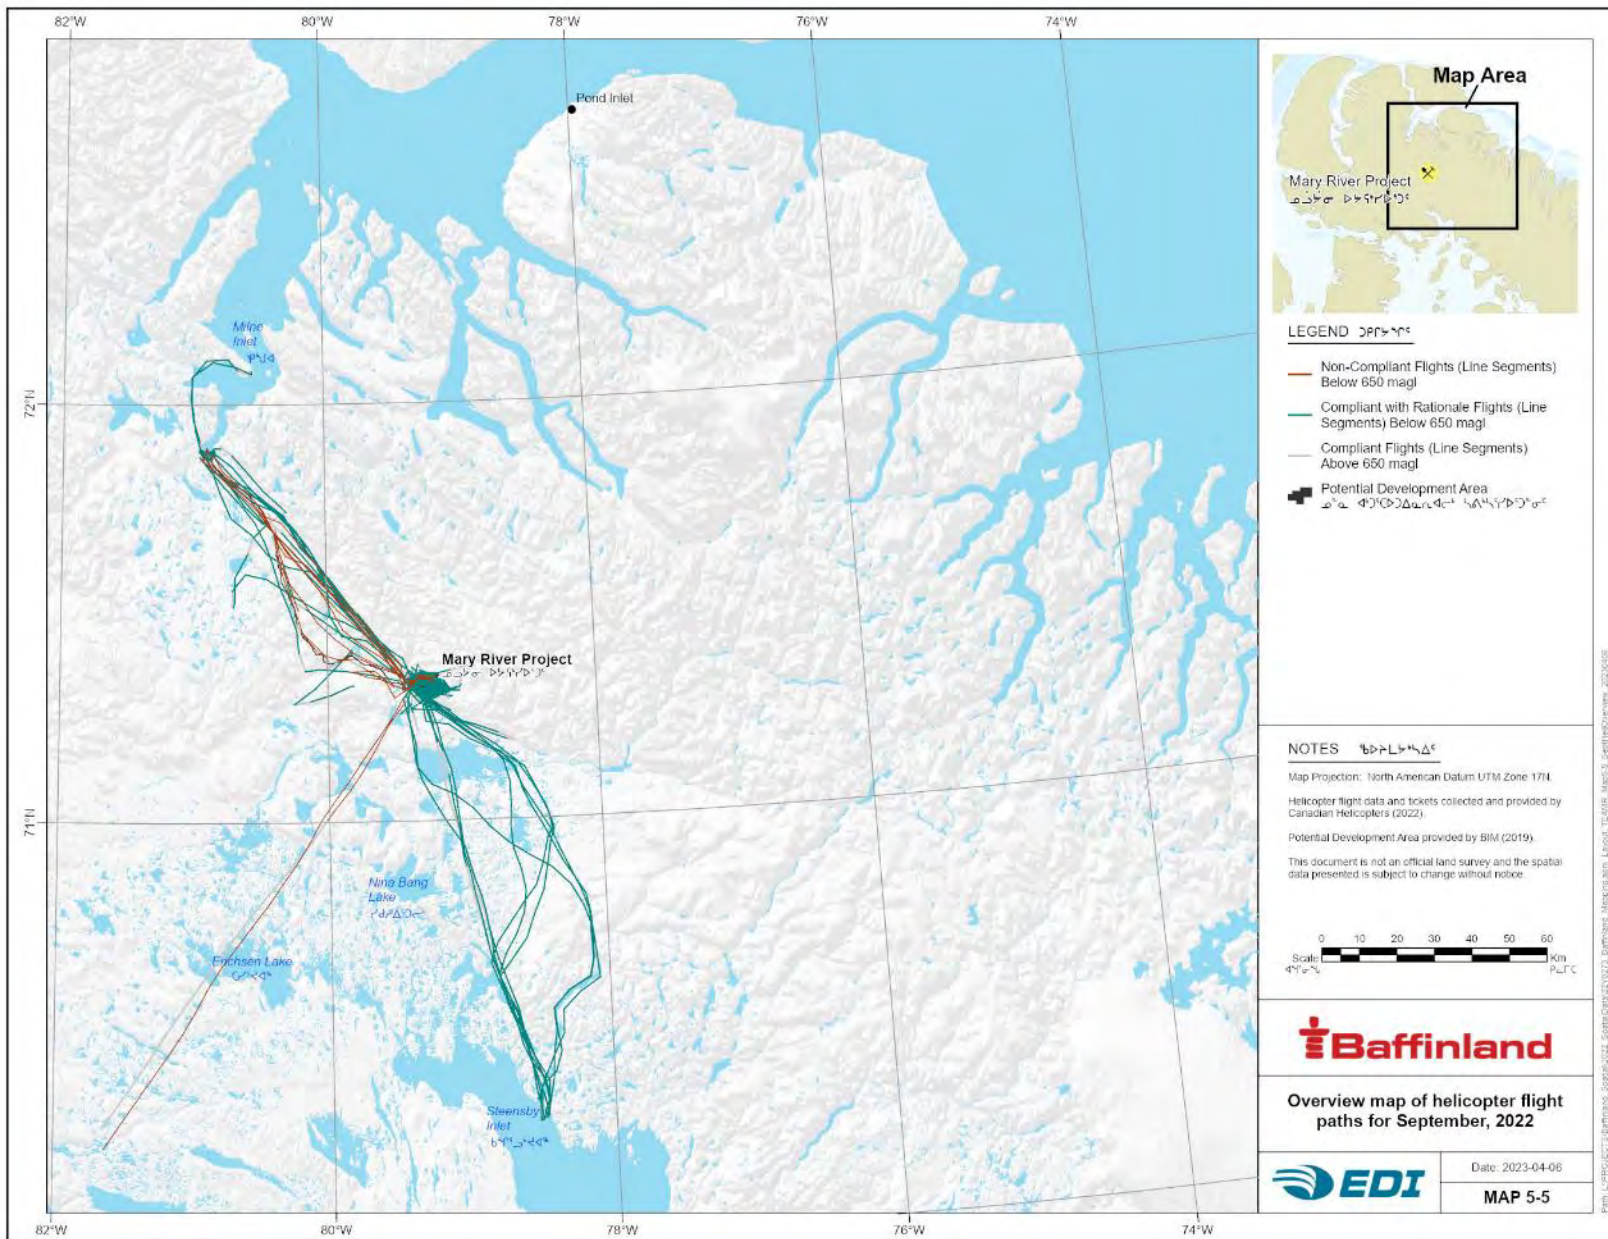 82°W 80°W 78°W 76°W 74°W
Pond Inlet
Milne
Inlet
72°N
Mary River Project
71°N
Nina Bang
Lake
Erichsen Lake
Steensby
Inlet
82°W 80°W 78°W 76°W 74°W
Map Area
Mary River Project
LEGEND
Non-Compliant Flights (Line Segments)
Below 650 magl
Compliant with Rationale Flights (Line
Segments) Below 650 magl
Compliant Flights (Line Segments)
Above 650 magl
Potential Development Area
NOTES
Map Projection: North American Datum UTM Zone 17N.
Helicopter flight data and tickets collected and provided by
Canadian Helicopters (2022).
Potential Development Area provided by BIM (2019).
This document is not an official land survey and the spatial
data presented is subject to change without notice.
0 10 20 30 40 50 60
Scale Km
Baffinland
Overview map of helicopter flight
paths for September, 2022
EDI
Date: 2023-04-06
MAP 5-5